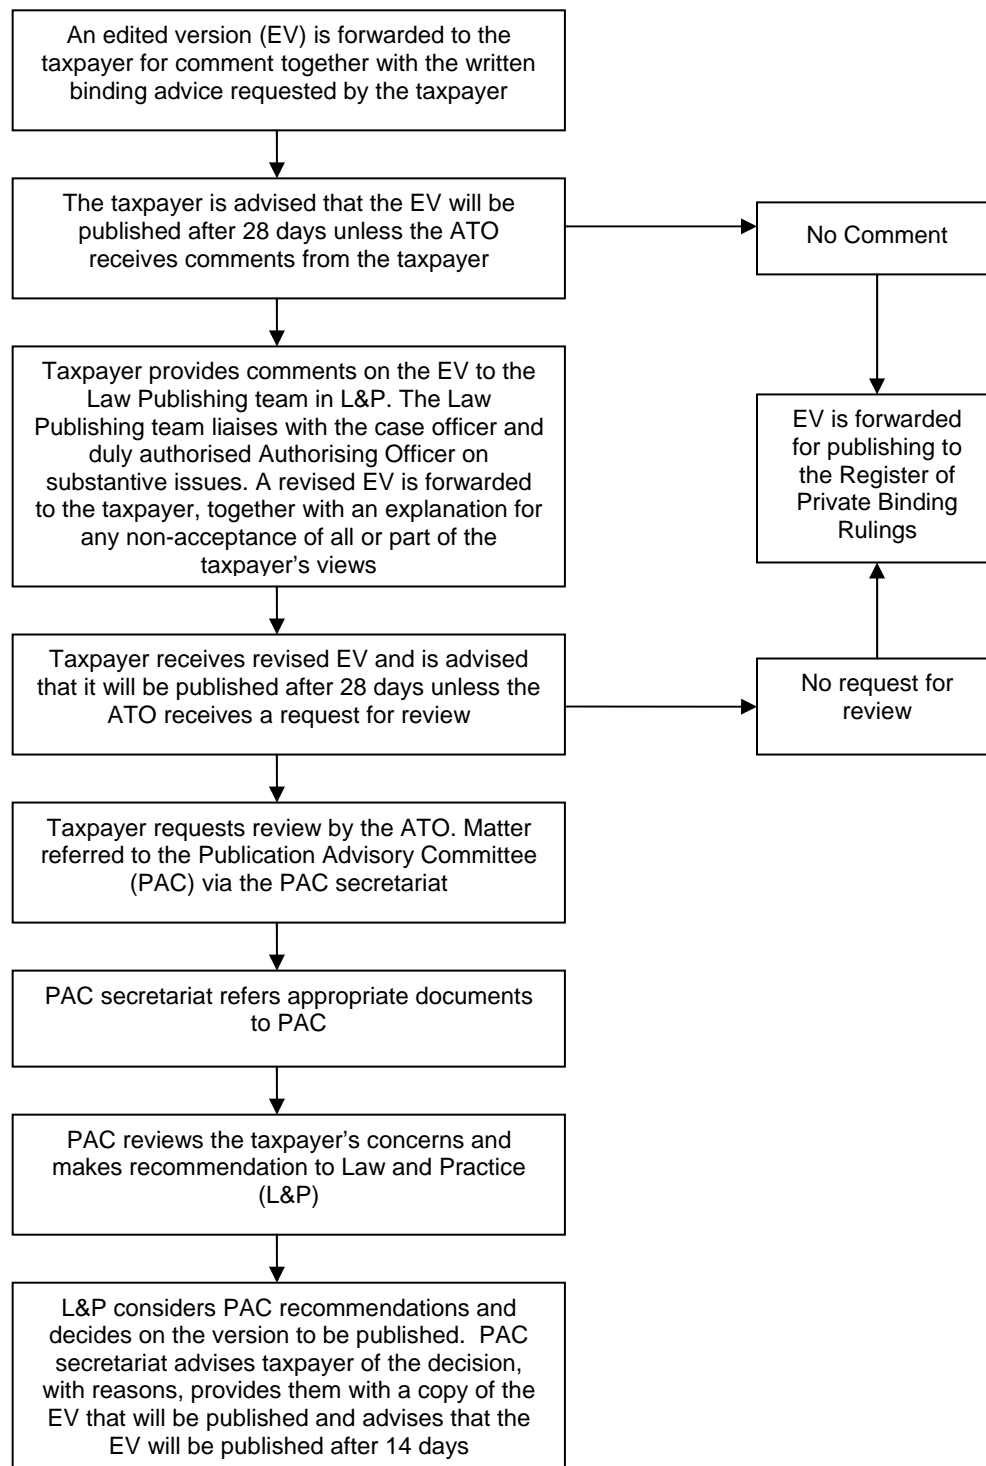 An edited version (EV) is forwarded to the
taxpayer for comment together with the written
binding advice requested by the taxpayer
The taxpayer is advised that the EV will be
published after 28 days unless the ATO
receives comments from the taxpayer
No Comment
Taxpayer provides comments on the EV to the
Law Publishing team in L&P. The Law
Publishing team liaises with the case officer and
duly authorised Authorising Officer on
substantive issues. A revised EV is forwarded
to the taxpayer, together with an explanation for
any non-acceptance of all or part of the
taxpayer's views
EV is forwarded
for publishing to
the Register of
Private Binding
Rulings
Taxpayer receives revised EV and is advised
that it will be published after 28 days unless the
ATO receives a request for review
No request for
review
Taxpayer requests review by the ATO. Matter
referred to the Publication Advisory Committee
(PAC) via the PAC secretariat
PAC secretariat refers appropriate documents
to PAC
PAC reviews the taxpayer's concerns and
makes recommendation to Law and Practice
(L&P)
L&P considers PAC recommendations and
decides on the version to be published.  PAC
secretariat advises taxpayer of the decision,
with reasons, provides them with a copy of the
EV that will be published and advises that the
EV will be published after 14 days